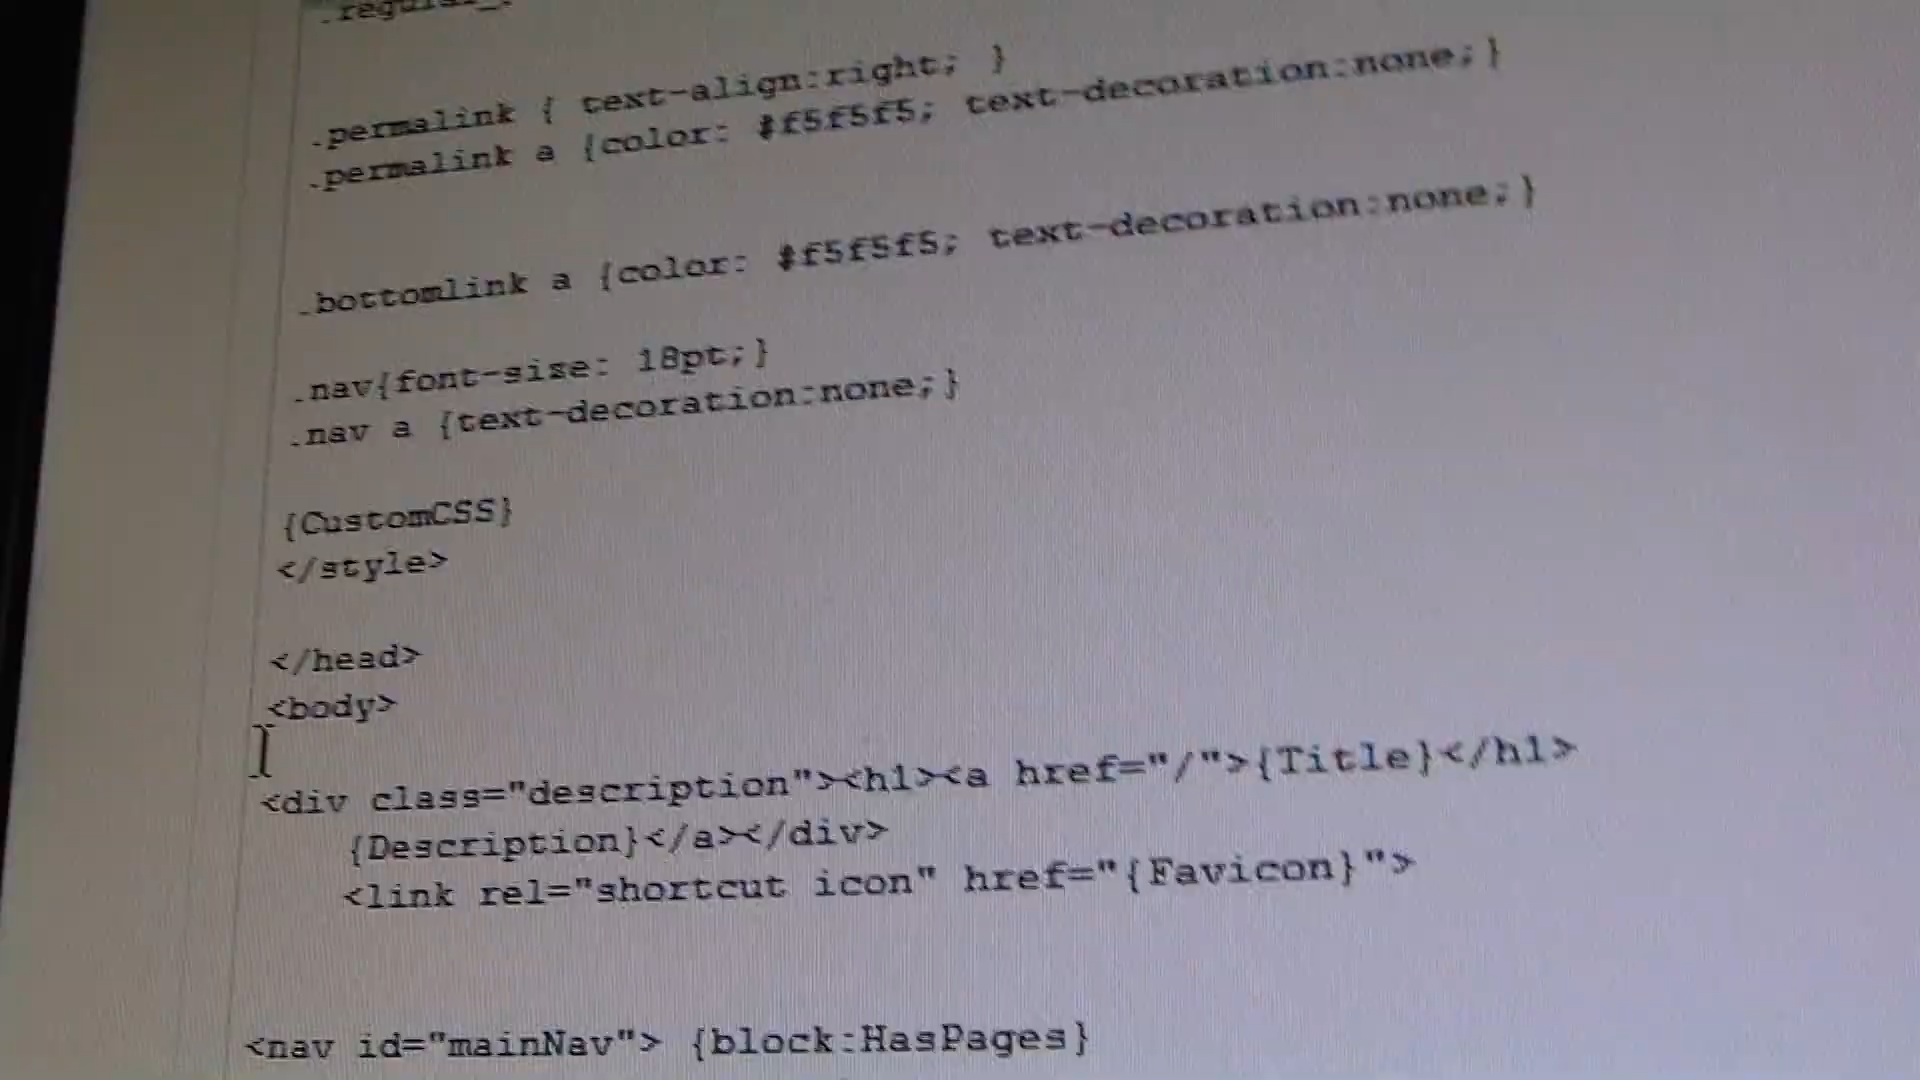 .permalink { text-align:right; }
.permalink a {color: #f5f5f5; text-decoration:none;}
.bottomlink a {color: #f5f5f5; text-decoration:none;}
.nav{font-size: 18pt;}
.nav a {text-decoration:none;}
{CustomCSS}
</style>
</head>
<body>
<div class="description"><h1><a href="/">{Title}</h1>
{Description}</a></div>
<link rel="shortcut icon" href="{Favicon}">
<nav id="mainNav"> {block:HasPages}